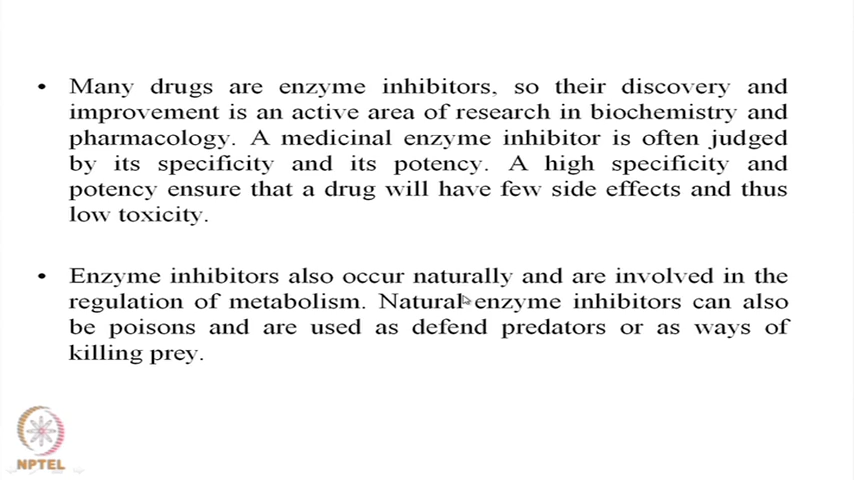 • Many drugs are enzyme inhibitors, so their discovery and
improvement is an active area of research in biochemistry and
pharmacology. A medicinal enzyme inhibitor is often judged
by its specificity and its potency. A high specificity and
potency ensure that a drug will have few side effects and thus
low toxicity.
• Enzyme inhibitors also occur naturally and are involved in the
regulation of metabolism. Natural enzyme inhibitors can also
be poisons and are used as defend predators or as ways of
killing prey.
NPTEL